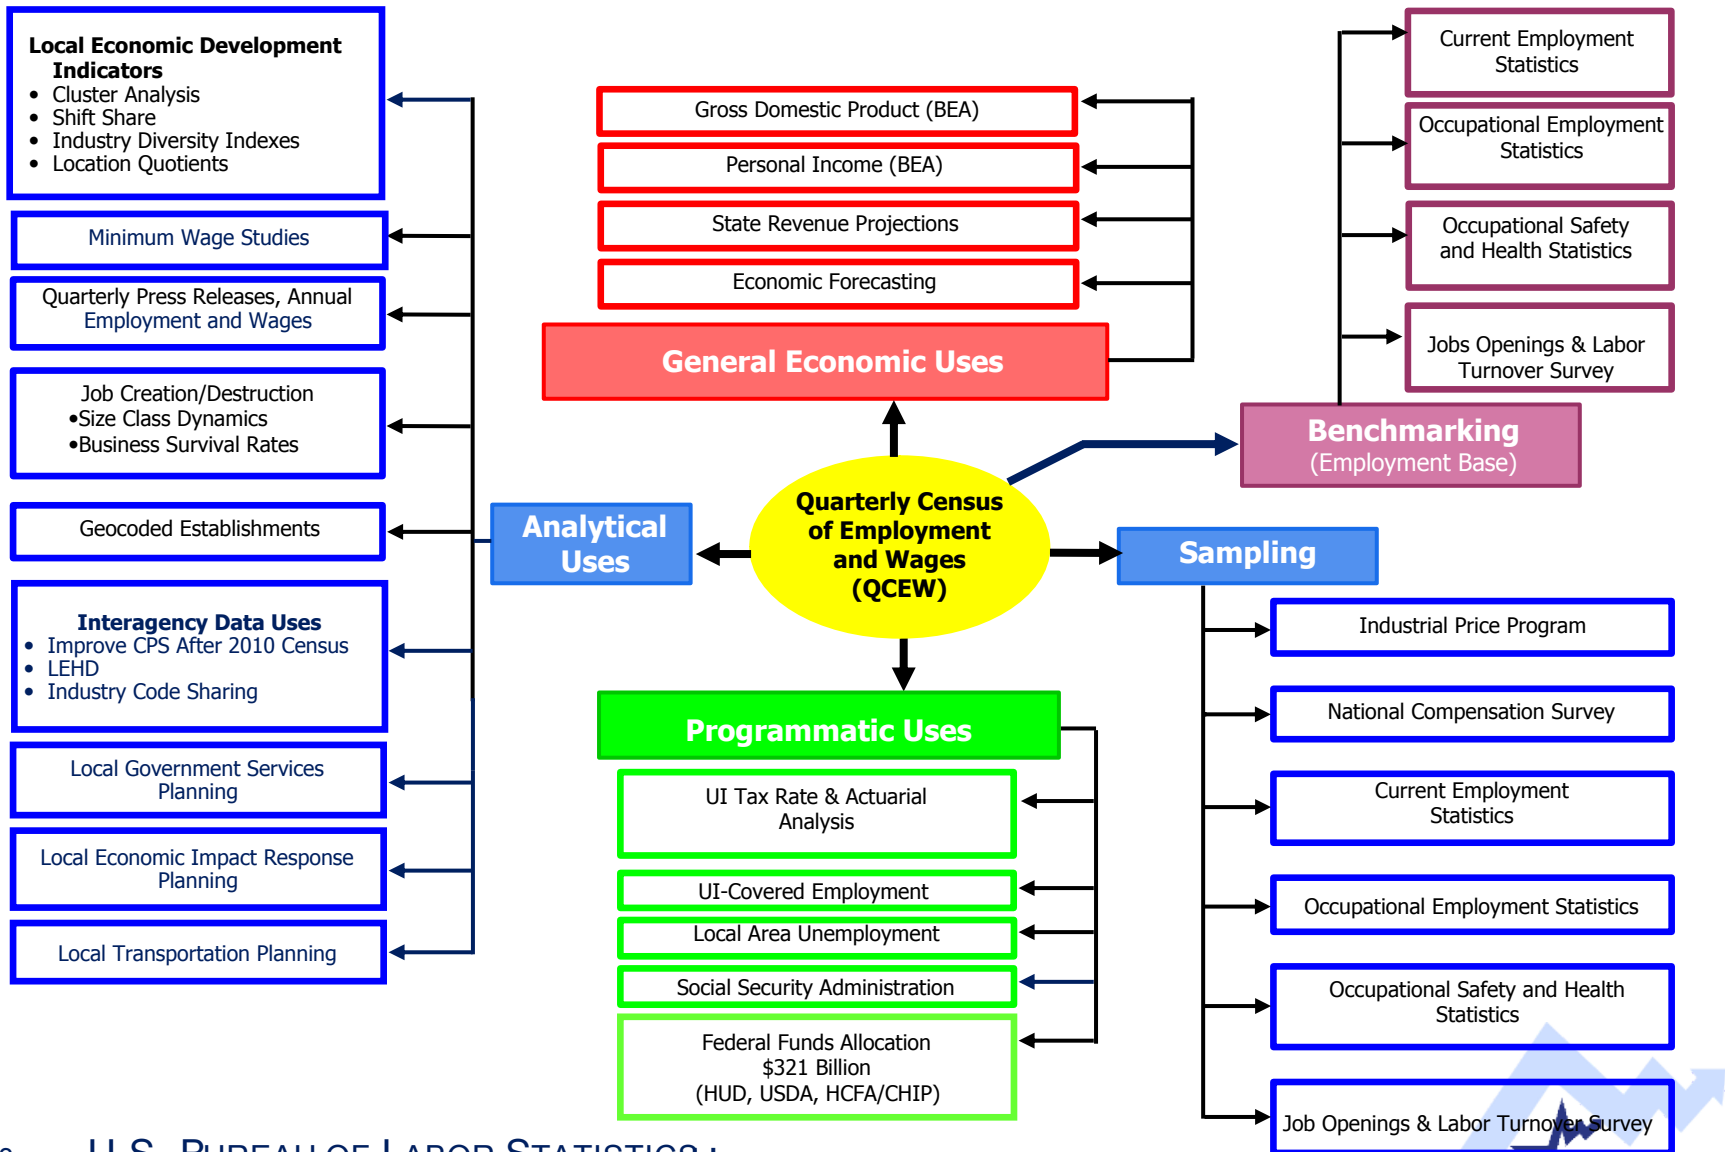 Local Economic Development
Indicators
• Cluster Analysis
• Shift Share
• Industry Diversity Indexes
• Location Quotients
Minimum Wage Studies
Quarterly Press Releases, Annual
Employment and Wages
Job Creation/Destruction
•Size Class Dynamics
•Business Survival Rates
Geocoded Establishments
Interagency Data Uses
• Improve CPS After 2010 Census
• LEHD
• Industry Code Sharing
Local Government Services
Planning
Local Economic Impact Response
Planning
Local Transportation Planning
Analytical
Uses
Gross Domestic Product (BEA)
Personal Income (BEA)
State Revenue Projections
Economic Forecasting
General Economic Uses
Quarterly Census
of Employment
and Wages
(QCEW)
Programmatic Uses
UI Tax Rate & Actuarial
Analysis
UI-Covered Employment
Local Area Unemployment
Social Security Administration
Federal Funds Allocation
$321 Billion
(HUD, USDA, HCFA/CHIP)
Current Employment
Statistics
Occupational Employment
Statistics
Occupational Safety
and Health Statistics
Jobs Openings & Labor
Turnover Survey
Benchmarking
(Employment Base)
Sampling
Industrial Price Program
National Compensation Survey
Current Employment
Statistics
Occupational Employment Statistics
Occupational Safety and Health
Statistics
Job Openings & Labor Turnover Survey
U.S. BUREAU OF LABOR STATISTICS